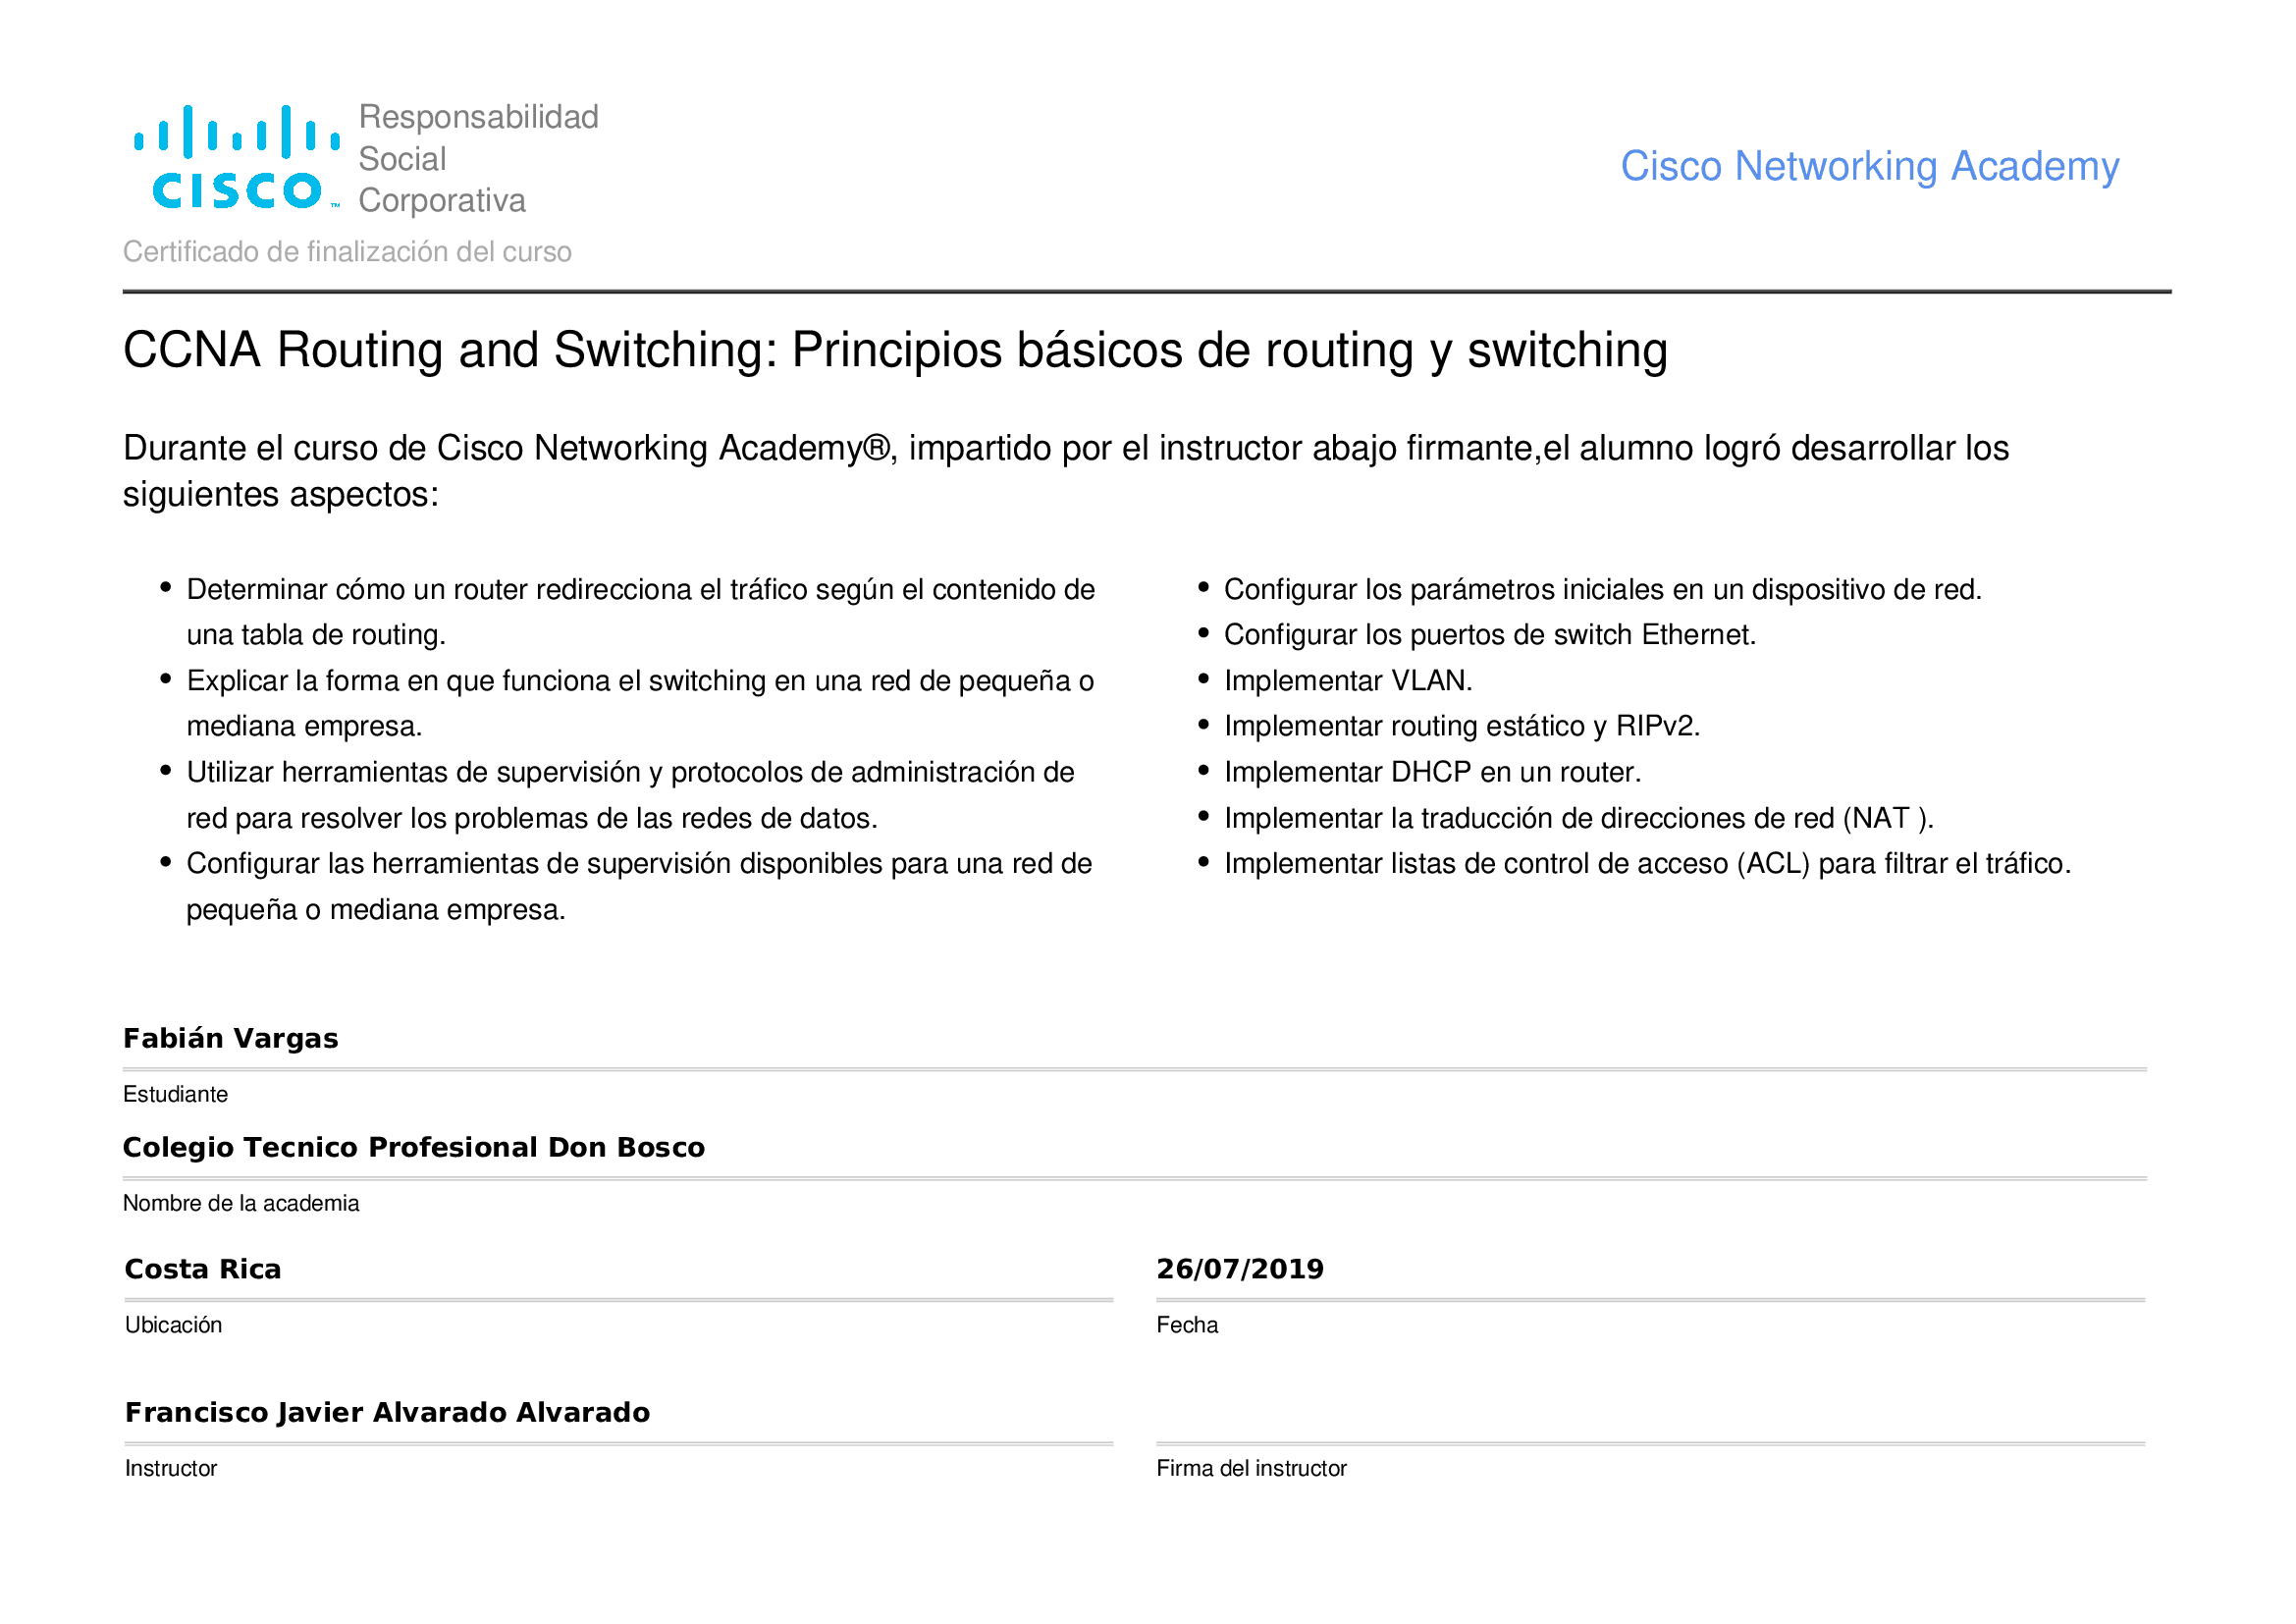 Responsabilidad
Social
Corporativa
CISCO™
Cisco Networking Academy
Certificado de finalización del curso
CCNA Routing and Switching: Principios básicos de routing y switching
Durante el curso de Cisco Networking Academy®, impartido por el instructor abajo firmante,el alumno logró desarrollar los
siguientes aspectos:
• Determinar cómo un router redirecciona el tráfico según el contenido de
una tabla de routing.
• Explicar la forma en que funciona el switching en una red de pequeña o
mediana empresa.
• Utilizar herramientas de supervisión y protocolos de administración de
red para resolver los problemas de las redes de datos.
• Configurar las herramientas de supervisión disponibles para una red de
pequeña o mediana empresa.
• Configurar los parámetros iniciales en un dispositivo de red.
• Configurar los puertos de switch Ethernet.
• Implementar VLAN.
• Implementar routing estático y RIPv2.
• Implementar DHCP en un router.
• Implementar la traducción de direcciones de red (NAT ).
• Implementar listas de control de acceso (ACL) para filtrar el tráfico.
Fabián Vargas
Estudiante
Colegio Tecnico Profesional Don Bosco
Nombre de la academia
Costa Rica
Ubicación
26/07/2019
Fecha
Francisco Javier Alvarado Alvarado
Instructor
Firma del instructor